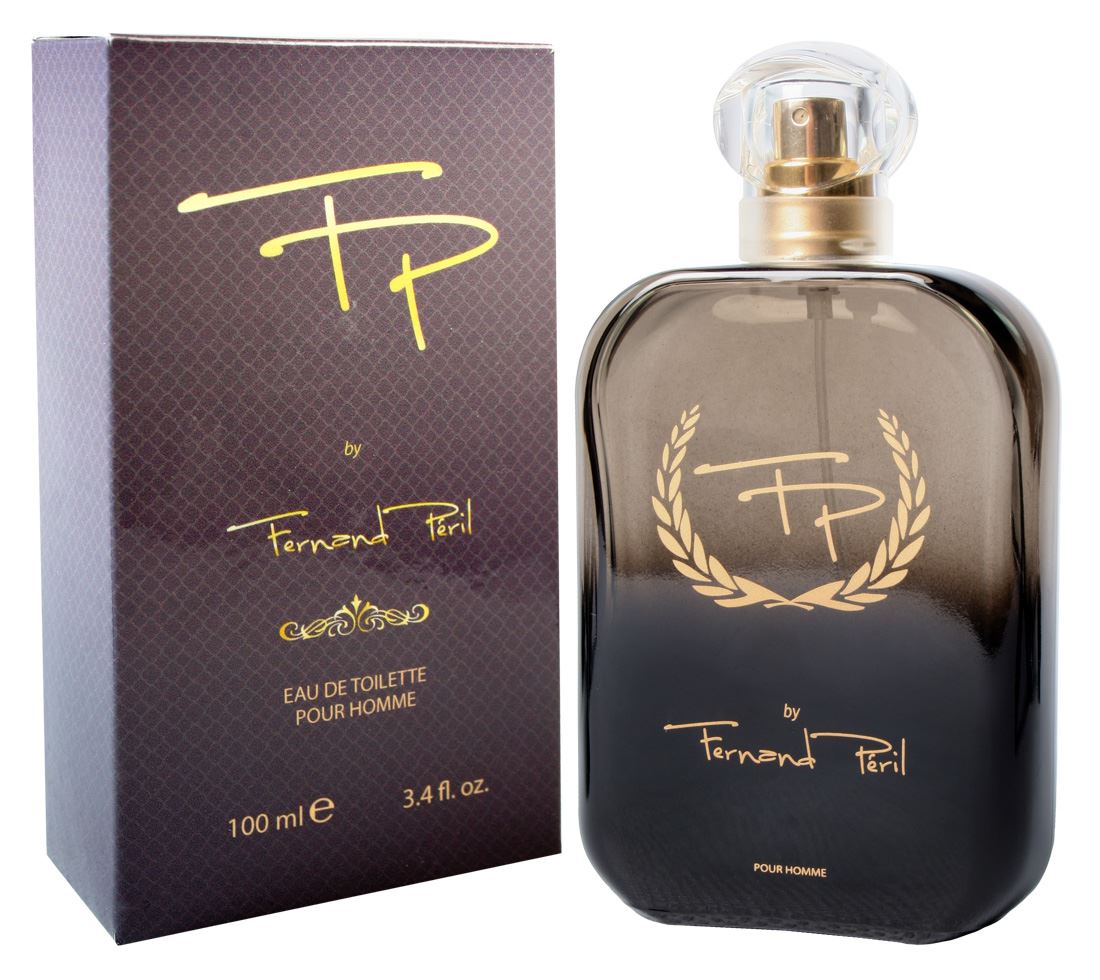 FP
by
Fernand Péril
EAU DE TOILETTE
POUR HOMME
100 ml ℮ 3.4 fl. oz.
FP
by
Fernand Péril
POUR HOMME